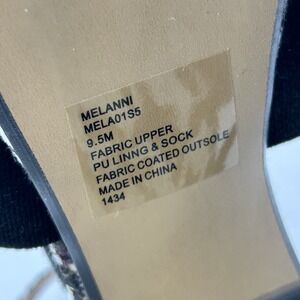 MELANNI
MELA01S5
9.5M
FABRIC UPPER
PU LINNG & SOCK
FABRIC COATED OUTSOLE
MADE IN CHINA
1434